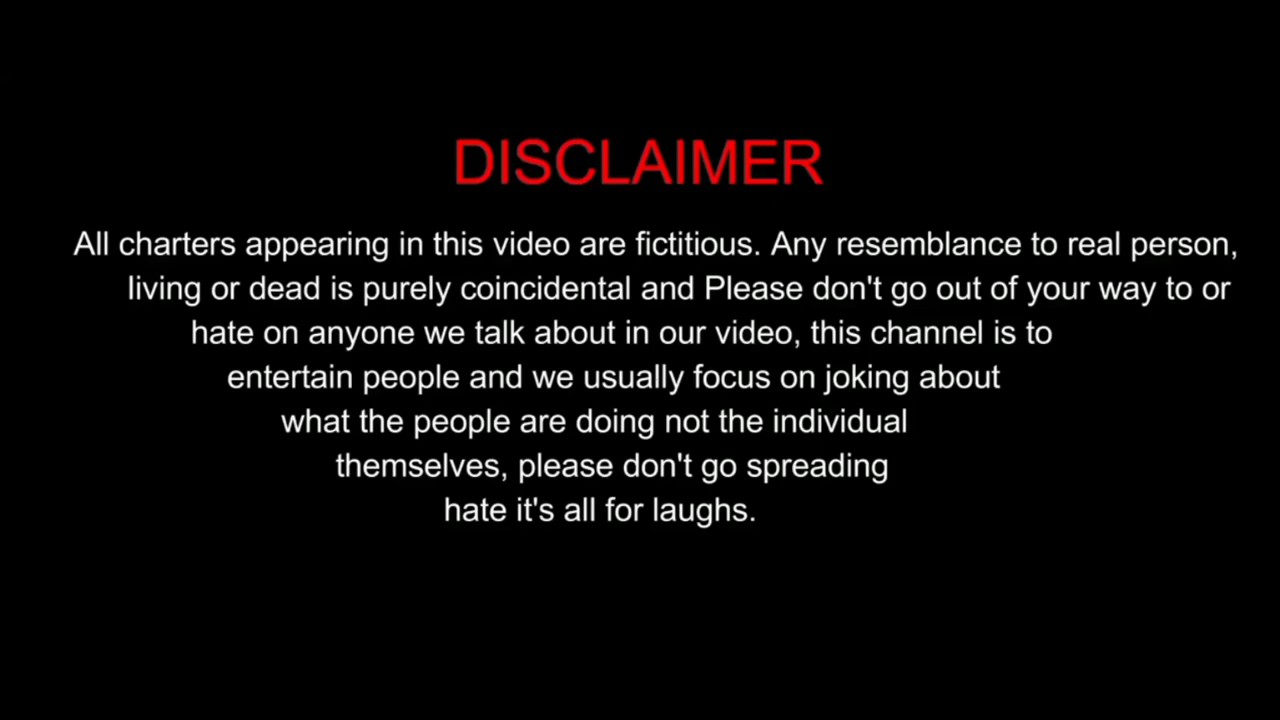 DISCLAIMER
All charters appearing in this video are fictitious. Any resemblance to real person,
living or dead is purely coincidental and Please don't go out of your way to or
hate on anyone we talk about in our video, this channel is to
entertain people and we usually focus on joking about
what the people are doing not the individual
themselves, please don't go spreading
hate it's all for laughs.